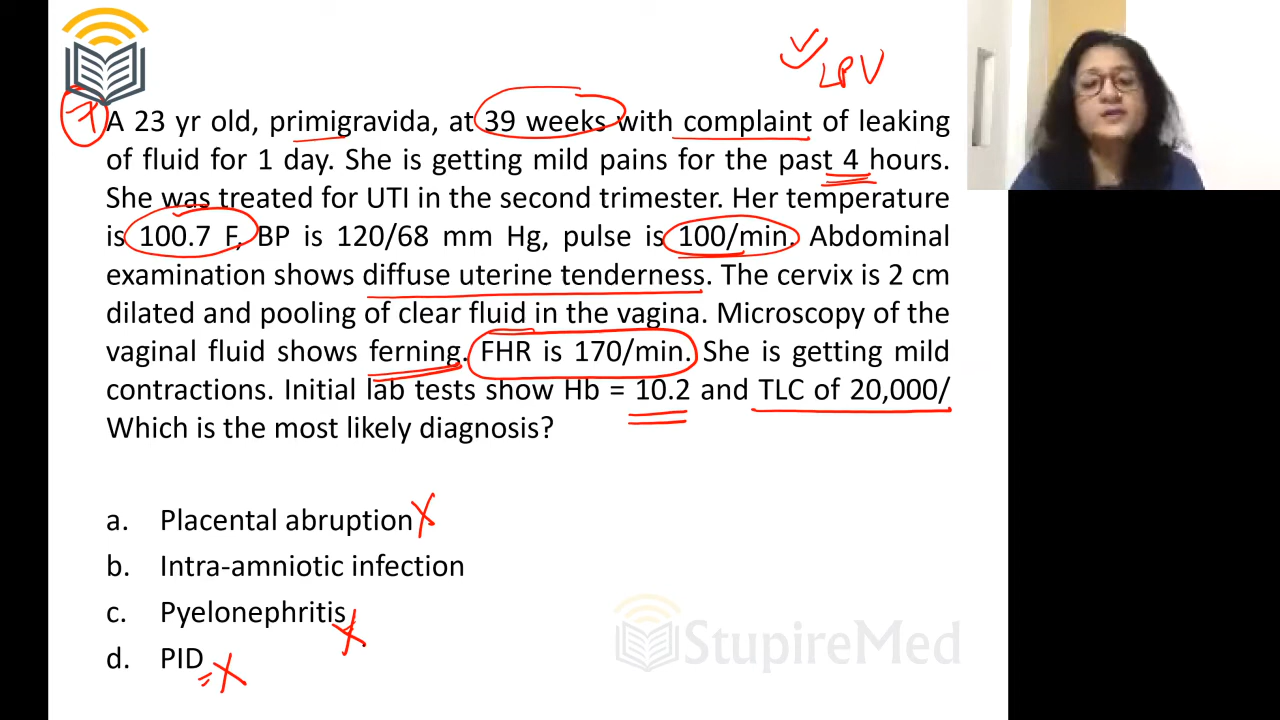 LPV
7
A 23 yr old, primigravida, at 39 weeks with complaint of leaking
of fluid for 1 day. She is getting mild pains for the past 4 hours.
She was treated for UTI in the second trimester. Her temperature
is 100.7 F, BP is 120/68 mm Hg, pulse is 100/min. Abdominal
examination shows diffuse uterine tenderness. The cervix is 2 cm
dilated and pooling of clear fluid in the vagina. Microscopy of the
vaginal fluid shows ferning. FHR is 170/min. She is getting mild
contractions. Initial lab tests show Hb = 10.2 and TLC of 20,000/
Which is the most likely diagnosis?
a. Placental abruption
b. Intra-amniotic infection
c. Pyelonephritis
d. PID
StupireMed